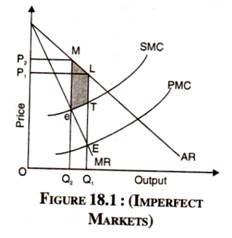 M
SMC
P₂
L
P₁
PMC
Price
e
T
E
MR
AR
O
Q₂
Q₁
Output
FIGURE 18.1 : (IMPERFECT
MARKETS)